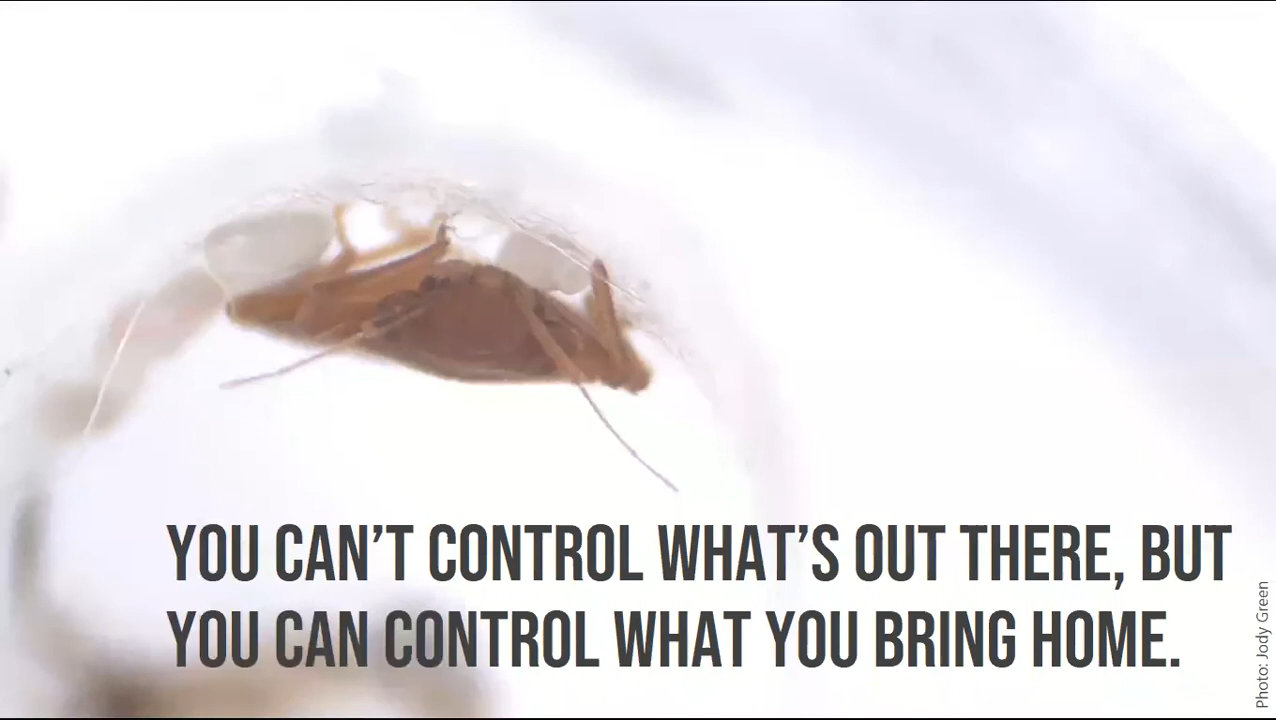 YOU CAN’T CONTROL WHAT’S OUT THERE, BUT
YOU CAN CONTROL WHAT YOU BRING HOME.
Photo: Jody Green